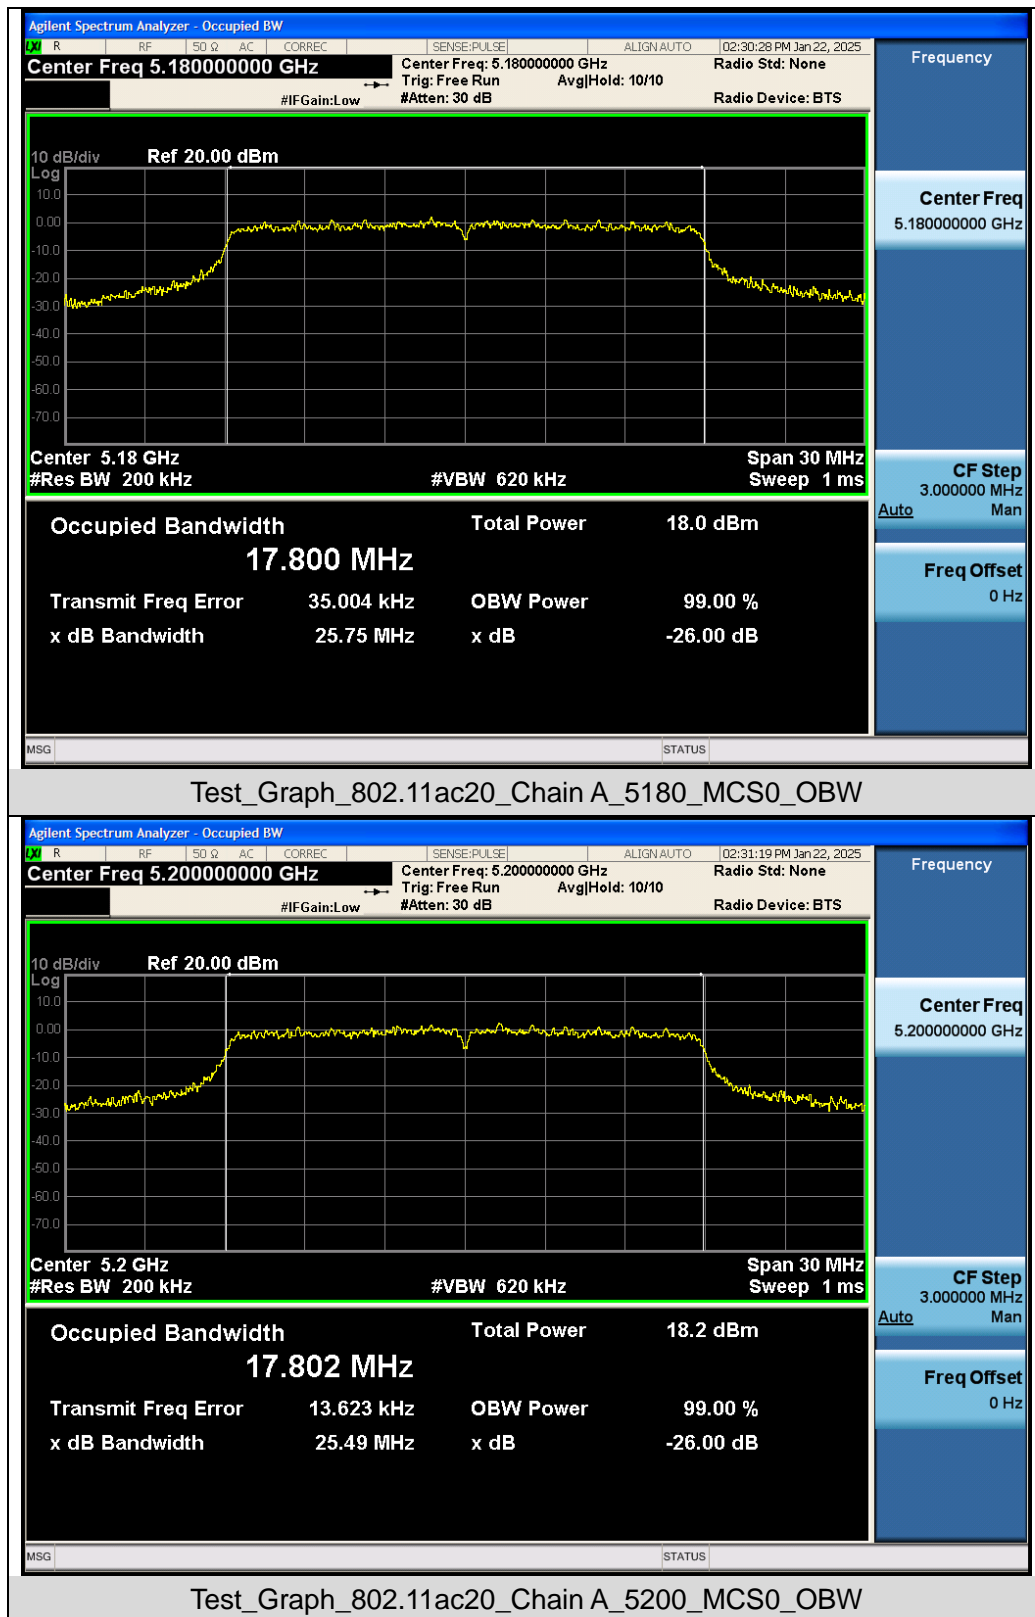 Agilent Spectrum Analyzer - Occupied BW
LXI R RF 50 Ω AC CORREC SENSE:PULSE ALIGN AUTO 02:30:28 PM Jan 22, 2025
Center Freq 5.180000000 GHz Center Freq: 5.180000000 GHz Radio Std: None
Trig: Free Run Avg|Hold: 10/10
#IFGain:Low #Atten: 30 dB Radio Device: BTS
Frequency
10 dB/div Ref 20.00 dBm
Log
10.0
0.00
-10.0
-20.0
-30.0
-40.0
-50.0
-60.0
-70.0
Center 5.18 GHz Span 30 MHz
#Res BW 200 kHz #VBW 620 kHz Sweep 1 ms
Center Freq
5.180000000 GHz
CF Step
3.000000 MHz
Auto Man
Freq Offset
0 Hz
Occupied Bandwidth Total Power 18.0 dBm
17.800 MHz
Transmit Freq Error 35.004 kHz OBW Power 99.00 %
x dB Bandwidth 25.75 MHz x dB -26.00 dB
MSG STATUS
Test_Graph_802.11ac20_Chain A_5180_MCS0_OBW
Agilent Spectrum Analyzer - Occupied BW
LXI R RF 50 Ω AC CORREC SENSE:PULSE ALIGN AUTO 02:31:19 PM Jan 22, 2025
Center Freq 5.200000000 GHz Center Freq: 5.200000000 GHz Radio Std: None
Trig: Free Run Avg|Hold: 10/10
#IFGain:Low #Atten: 30 dB Radio Device: BTS
Frequency
10 dB/div Ref 20.00 dBm
Log
10.0
0.00
-10.0
-20.0
-30.0
-40.0
-50.0
-60.0
-70.0
Center 5.2 GHz Span 30 MHz
#Res BW 200 kHz #VBW 620 kHz Sweep 1 ms
Center Freq
5.200000000 GHz
CF Step
3.000000 MHz
Auto Man
Freq Offset
0 Hz
Occupied Bandwidth Total Power 18.2 dBm
17.802 MHz
Transmit Freq Error 13.623 kHz OBW Power 99.00 %
x dB Bandwidth 25.49 MHz x dB -26.00 dB
MSG STATUS
Test_Graph_802.11ac20_Chain A_5200_MCS0_OBW